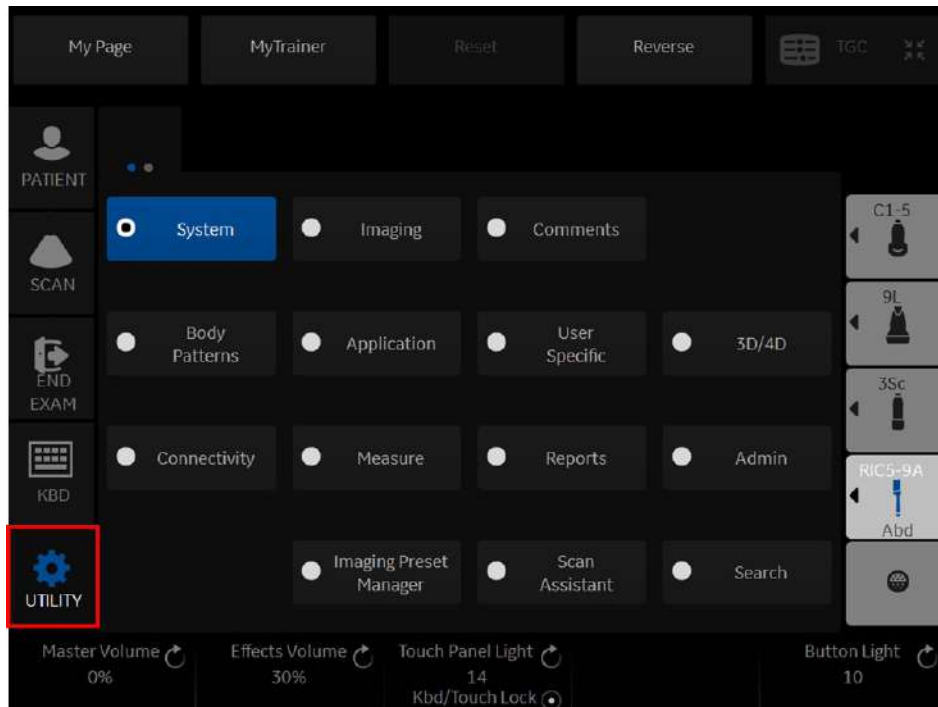 My Page
MyTrainer
Reset
Reverse
TGC
PATIENT
SCAN
END
EXAM
KBD
UTILITY
System
Imaging
Comments
Body
Patterns
Application
User
Specific
3D/4D
Connectivity
Measure
Reports
Admin
Imaging Preset
Manager
Scan
Assistant
Search
C1-5
9L
3Sc
RIC5-9A
Abd
Master Volume
0%
Effects Volume
30%
Touch Panel Light
14
Kbd/Touch Lock
Button Light
10